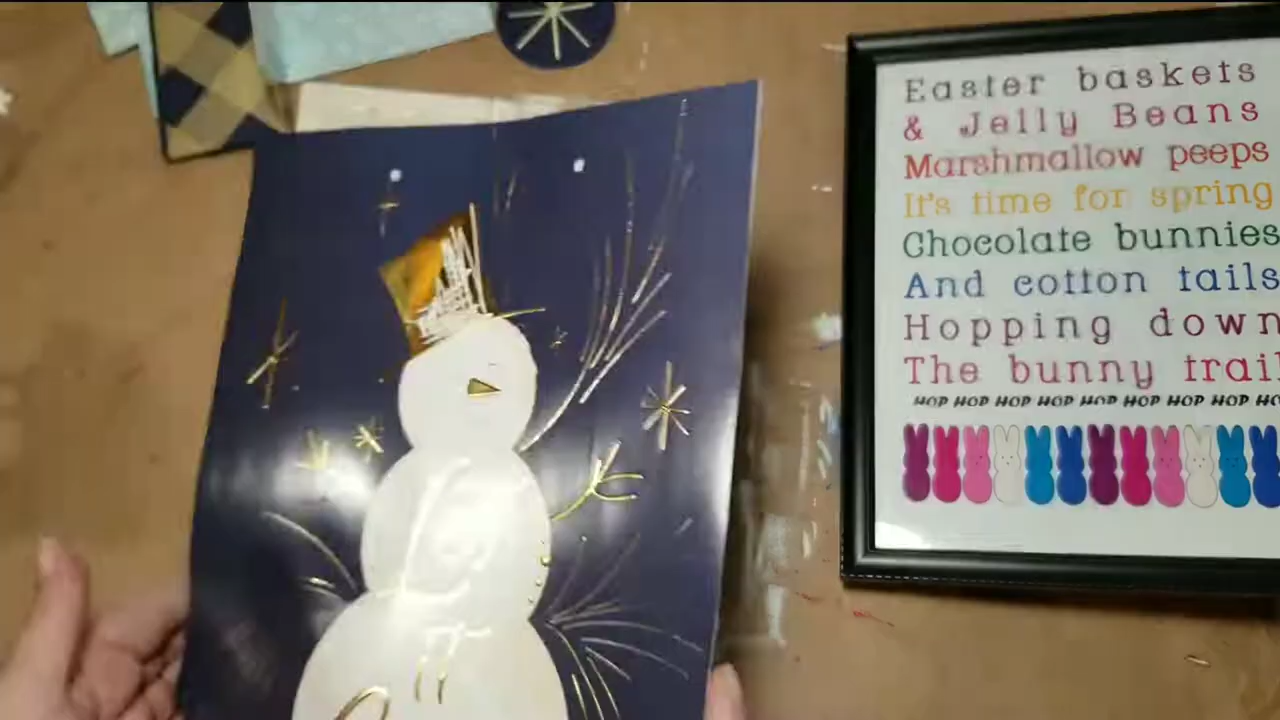 Easter baskets
& Jelly Beans
Marshmallow peeps
It's time for spring
Chocolate bunnies
And cotton tails
Hopping down
The bunny trail
HOP HOP HOP HOP HOP HOP HOP HOP